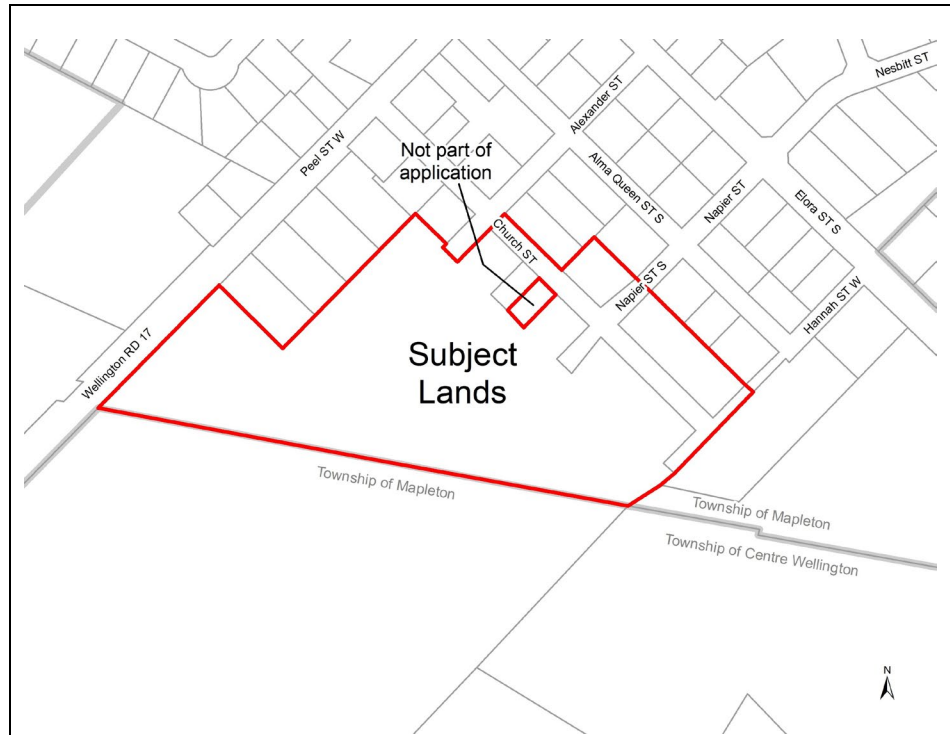 Nesbitt ST
Alexander ST
Peel ST W
Not part of
application
Alma Queen ST S
Napier ST
Elora ST S
Church ST
Napier ST S
Hannah ST W
Wellington RD 17
Subject
Lands
Township of Mapleton
Township of Mapleton
Township of Centre Wellington
N